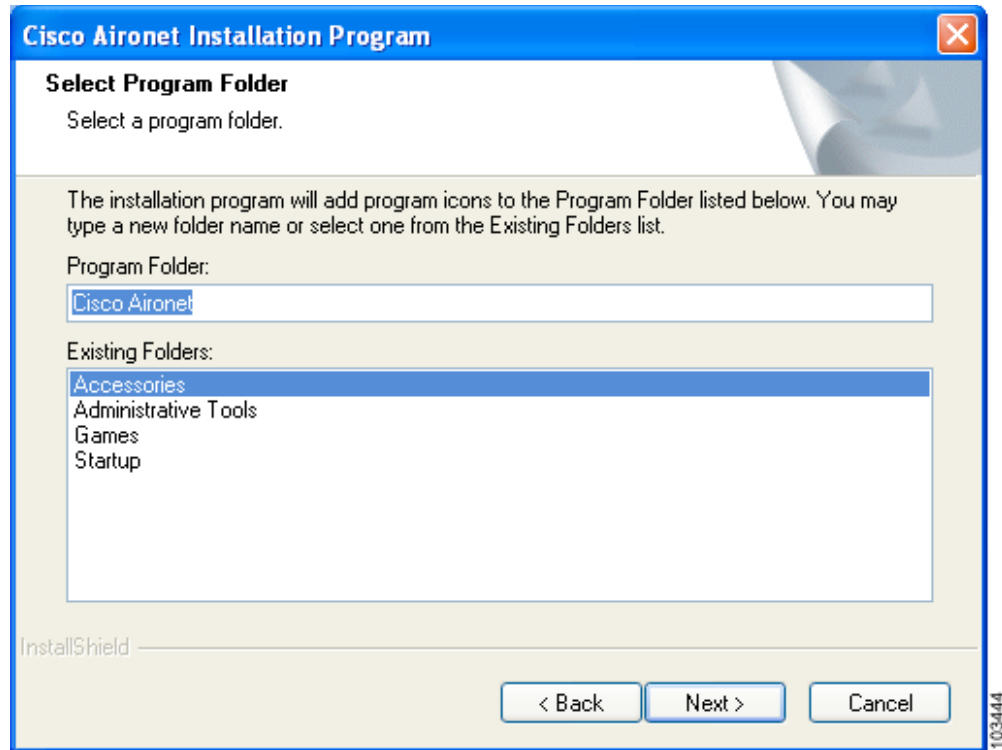 Cisco Aironet Installation Program
Select Program Folder
Select a program folder.
The installation program will add program icons to the Program Folder listed below. You may
type a new folder name or select one from the Existing Folders list.
Program Folder:
Cisco Aironet
Existing Folders:
Accessories
Administrative Tools
Games
Startup
InstallShield
< Back
Next >
Cancel
103444